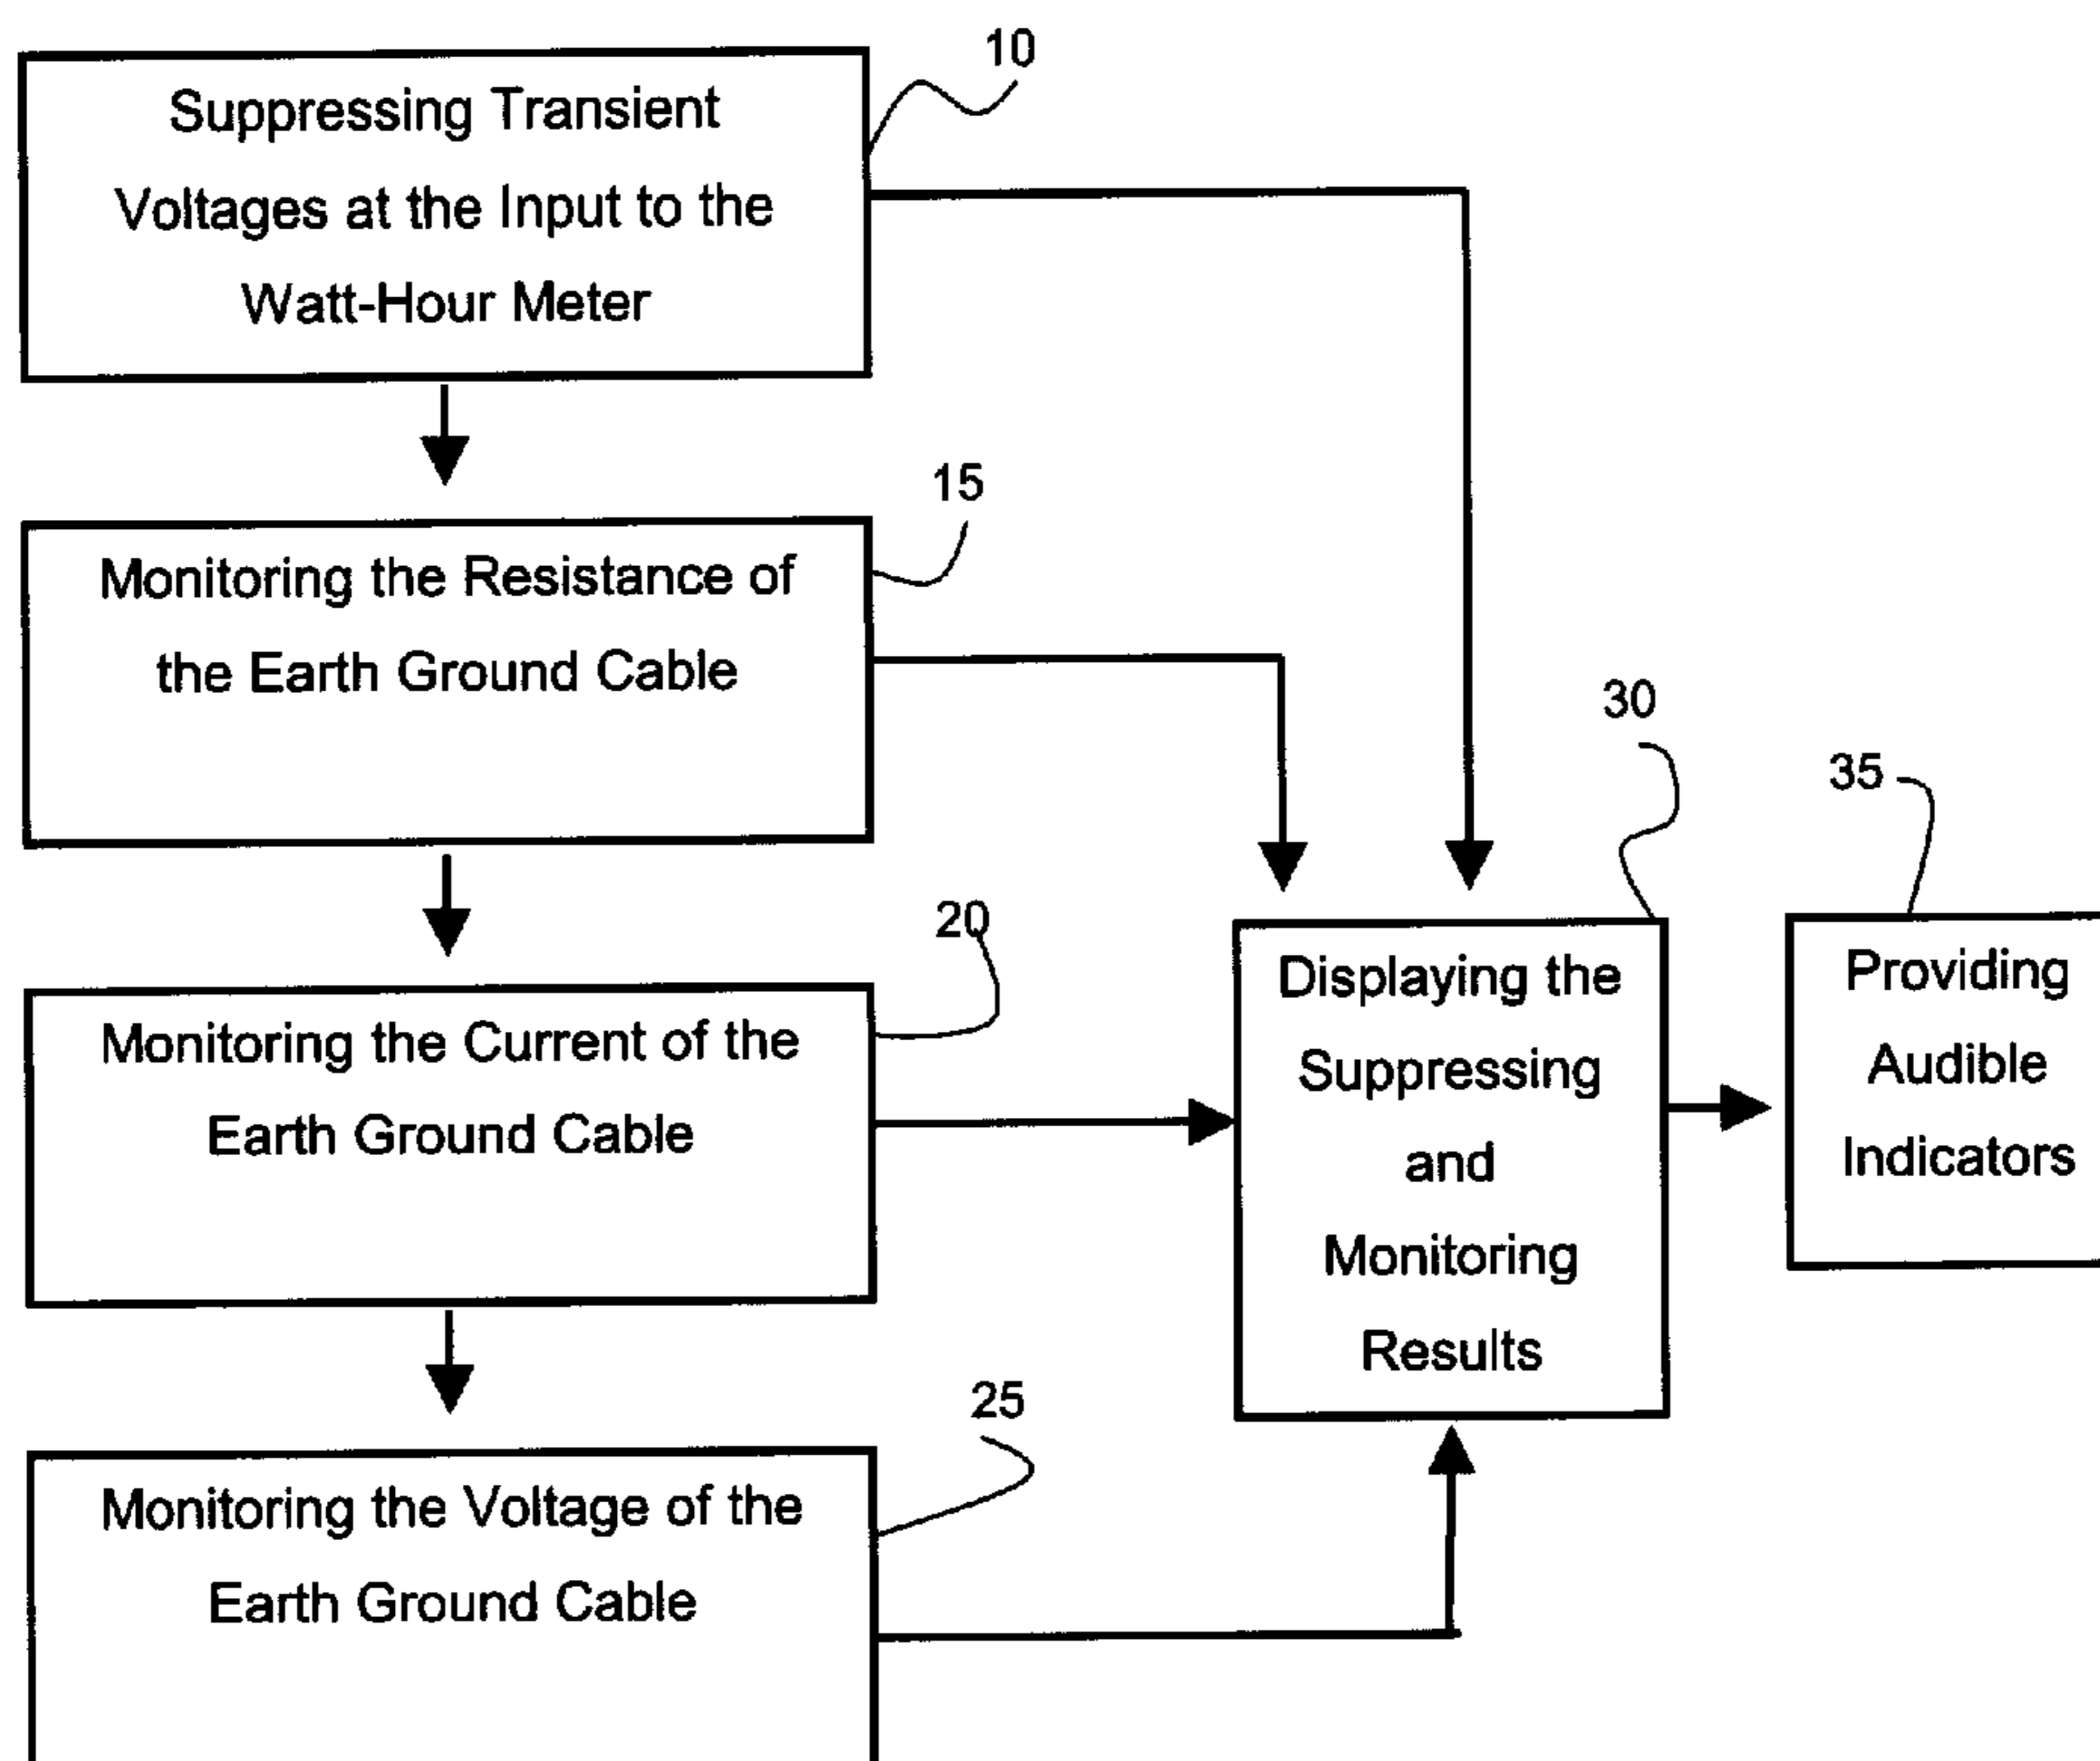 10
Suppressing Transient
Voltages at the Input to the
Watt-Hour Meter
15
Monitoring the Resistance of
the Earth Ground Cable
20
Monitoring the Current of the
Earth Ground Cable
25
Monitoring the Voltage of the
Earth Ground Cable
30
Displaying the
Suppressing
and
Monitoring
Results
35
Providing
Audible
Indicators